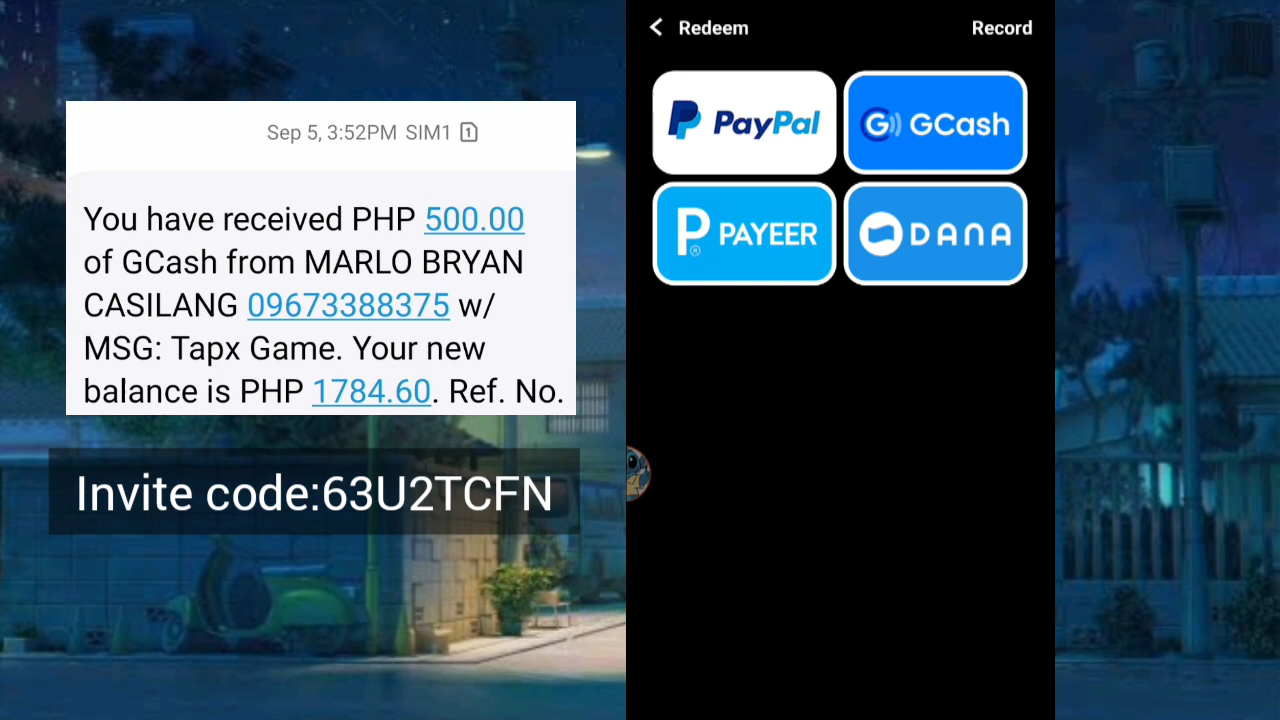 Sep 5, 3:52PM SIM1 1
You have received PHP 500.00
of GCash from MARLO BRYAN
CASILANG 09673388375 w/
MSG: Tapx Game. Your new
balance is PHP 1784.60. Ref. No.
Invite code:63U2TCFN
Redeem
Record
PayPal
GCash
PAYEER
DANA